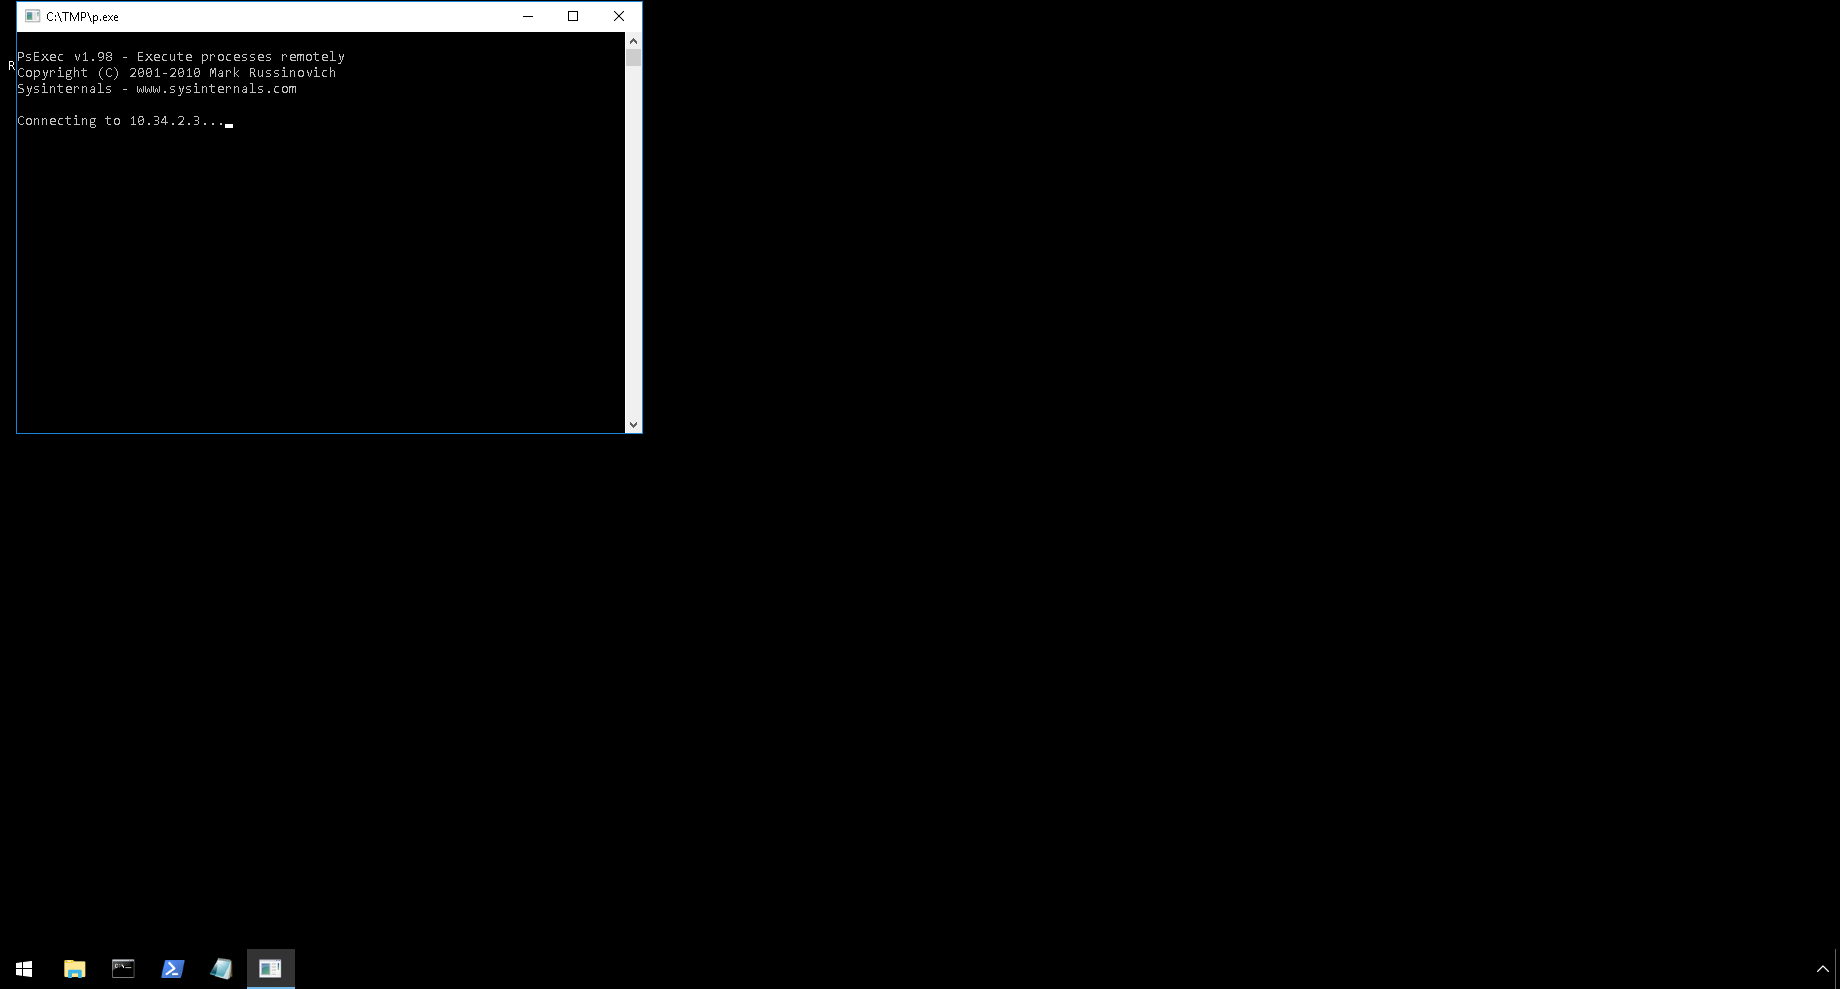 C:\TMP\p.exe
PsExec v1.98 - Execute processes remotely
R
Copyright (C) 2001-2010 Mark Russinovich
Sysinternals - www.sysinternals.com
Connecting to 10.34.2.3...